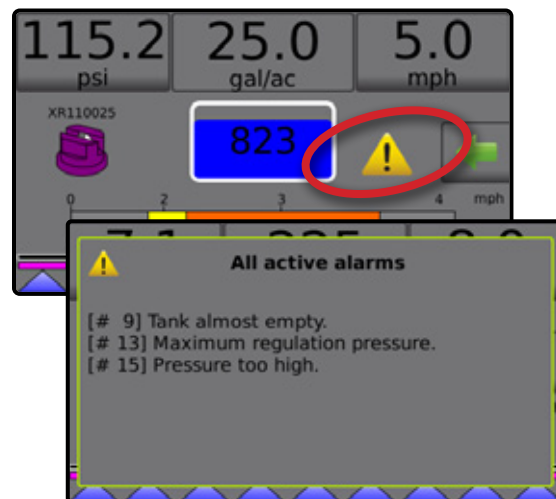 115.2 25.0 5.0
psi gal/ac mph
XR110025
823
0 2 3 4 mph
All active alarms
[# 9] Tank almost empty.
[# 13] Maximum regulation pressure.
[# 15] Pressure too high.